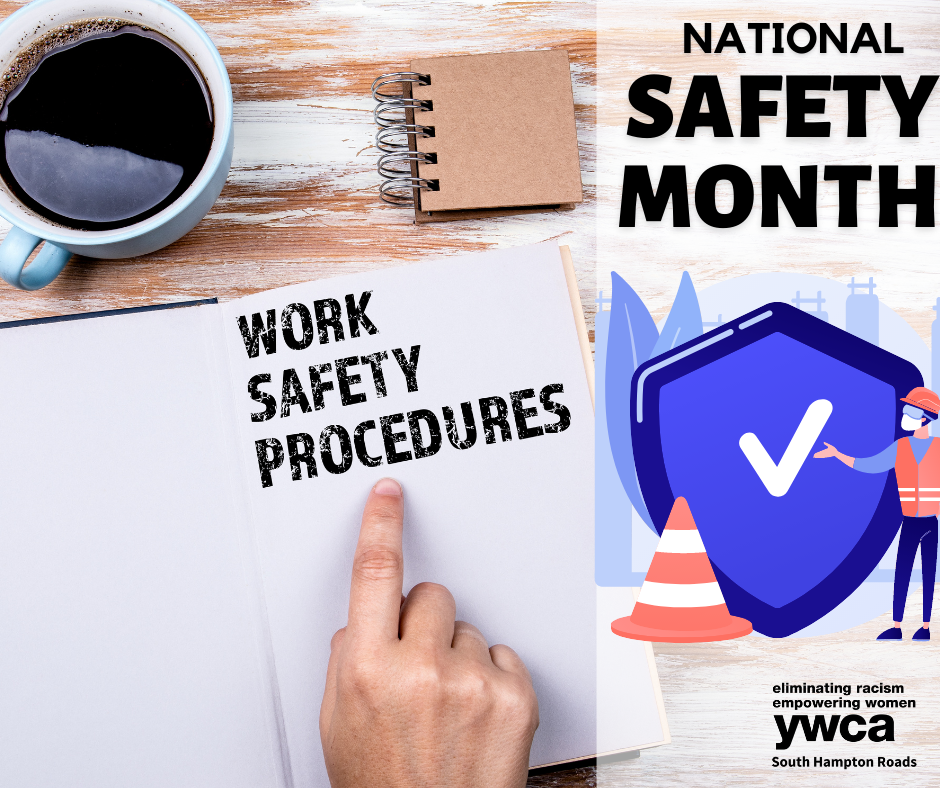 WORK
SAFETY
PROCEDURES
NATIONAL
SAFETY
MONTH
eliminating racism
empowering women
ywca
South Hampton Roads